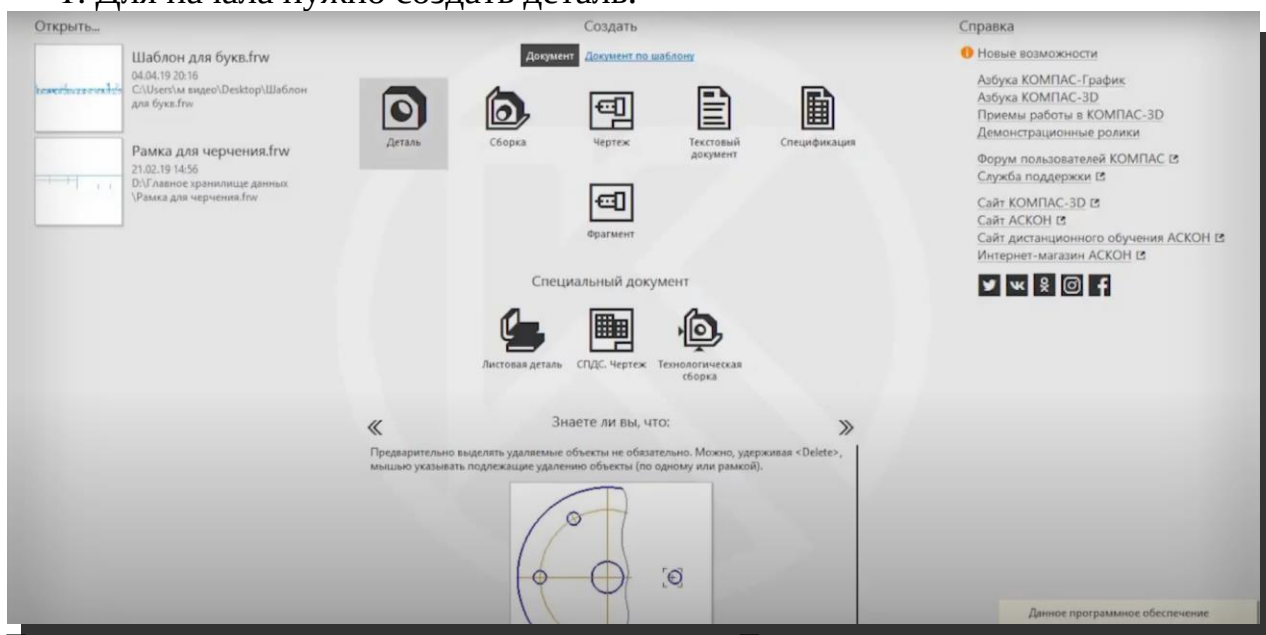 1. Для начала нужно создать деталь.
Открыть...
Шаблон для букв.frw
04.04.19 20:16
C:\Users\м видео\Desktop\Шаблон
для букв.frw
Рамка для черчения.frw
21.02.19 14:56
D:\Главное хранилище данных
\Рамка для черчения.frw
Создать
Документ Документ по шаблону
Деталь
Сборка
Чертеж
Текстовый
документ
Спецификация
Фрагмент
Специальный документ
Листовая деталь
СПДС. Чертеж
Технологическая
сборка
Знаете ли вы, что:
Предварительно выделять удаляемые объекты не обязательно. Можно, удерживая <Delete>,
мышью указывать подлежащие удалению объекты (по одному или рамкой).
Справка
Новые возможности
Азбука КОМПАС-График
Азбука КОМПАС-3D
Приемы работы в КОМПАС-3D
Демонстрационные ролики
Форум пользователей КОМПАС
Служба поддержки
Сайт КОМПАС-3D
Сайт АСКОН
Сайт дистанционного обучения АСКОН
Интернет-магазин АСКОН
Данное программное обеспечение